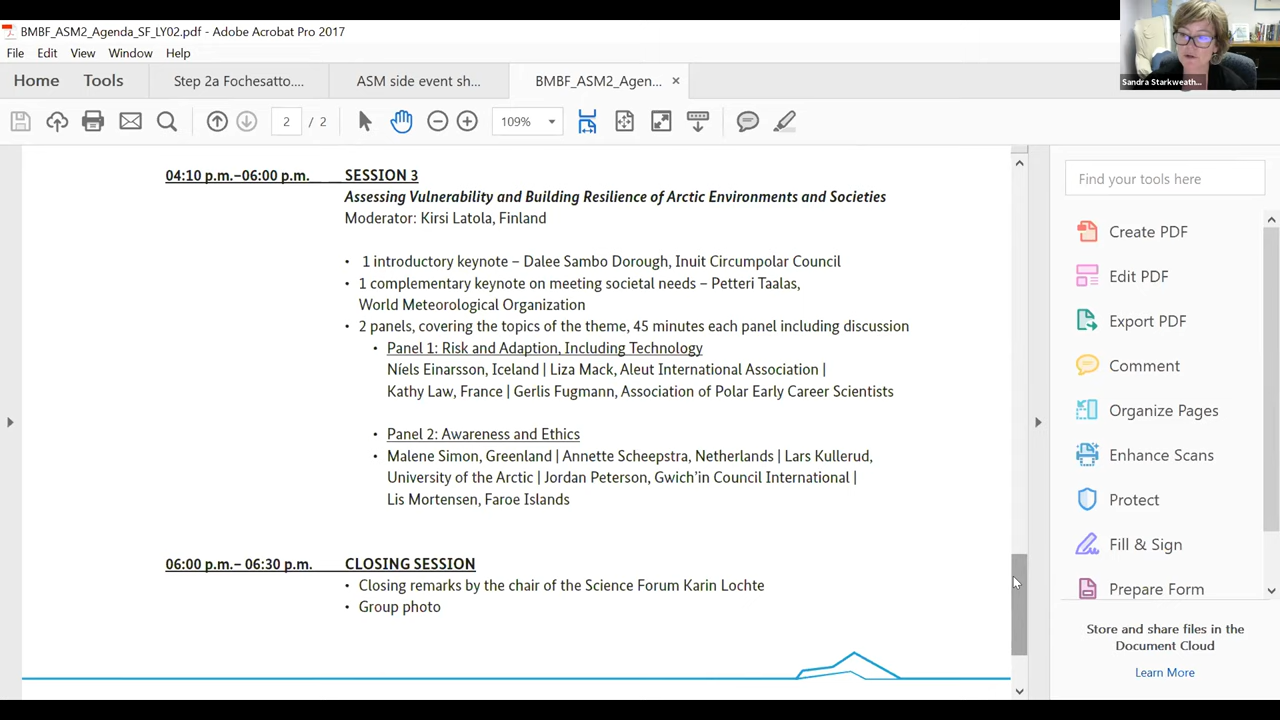 BMBF_ASM2_Agenda_SF_LY02.pdf - Adobe Acrobat Pro 2017
File Edit View Window Help
Home Tools Step 2a Fochesatto.... ASM side event sh... BMBF_ASM2_Agen... ×
2 / 2 109%
Sandra Starkweath...
04:10 p.m.–06:00 p.m. SESSION 3
Assessing Vulnerability and Building Resilience of Arctic Environments and Societies
Moderator: Kirsi Latola, Finland
• 1 introductory keynote – Dalee Sambo Dorough, Inuit Circumpolar Council
• 1 complementary keynote on meeting societal needs – Petteri Taalas,
World Meteorological Organization
• 2 panels, covering the topics of the theme, 45 minutes each panel including discussion
• Panel 1: Risk and Adaption, Including Technology
Níels Einarsson, Iceland | Liza Mack, Aleut International Association |
Kathy Law, France | Gerlis Fugmann, Association of Polar Early Career Scientists
• Panel 2: Awareness and Ethics
• Malene Simon, Greenland | Annette Scheepstra, Netherlands | Lars Kullerud,
University of the Arctic | Jordan Peterson, Gwich’in Council International |
Lis Mortensen, Faroe Islands
06:00 p.m.– 06:30 p.m. CLOSING SESSION
• Closing remarks by the chair of the Science Forum Karin Lochte
• Group photo
Find your tools here
Create PDF
Edit PDF
Export PDF
Comment
Organize Pages
Enhance Scans
Protect
Fill & Sign
Prepare Form
Store and share files in the
Document Cloud
Learn More